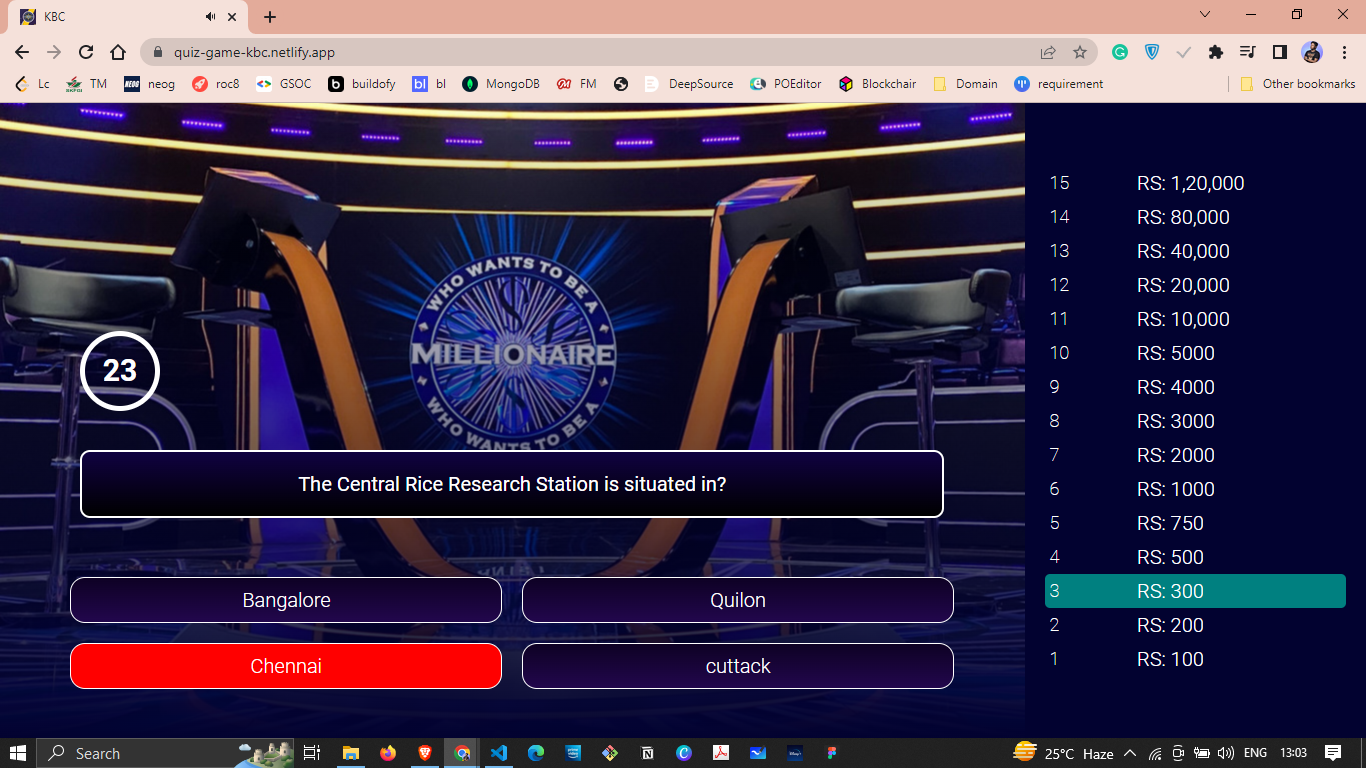 KBC
quiz-game-kbc.netlify.app
Lc TM neog roc8 GSOC buildofy bl MongoDB FM DeepSource POEditor Blockchair Domain requirement Other bookmarks
WHO WANTS TO BE A
MILLIONAIRE
WHO WANTS TO BE A
23
The Central Rice Research Station is situated in?
Bangalore
Quilon
Chennai
cuttack
15 RS: 1,20,000
14 RS: 80,000
13 RS: 40,000
12 RS: 20,000
11 RS: 10,000
10 RS: 5000
9 RS: 4000
8 RS: 3000
7 RS: 2000
6 RS: 1000
5 RS: 750
4 RS: 500
3 RS: 300
2 RS: 200
1 RS: 100
Search
25°C Haze ENG 13:03